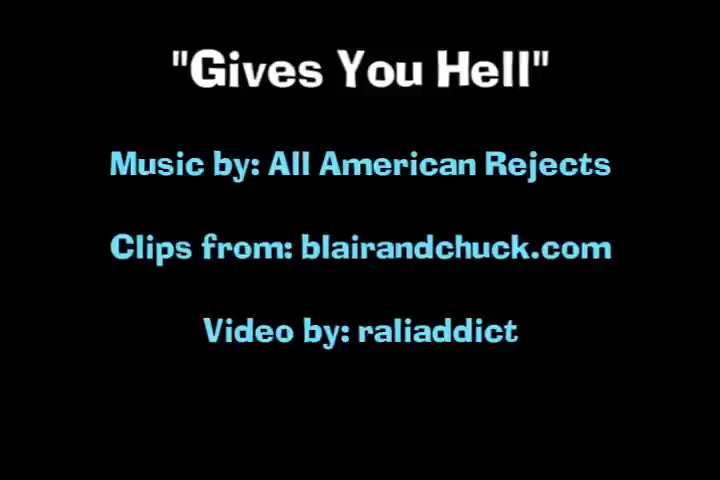 "Gives You Hell"
Music by: All American Rejects
Clips from: blairandchuck.com
Video by: raliaddict